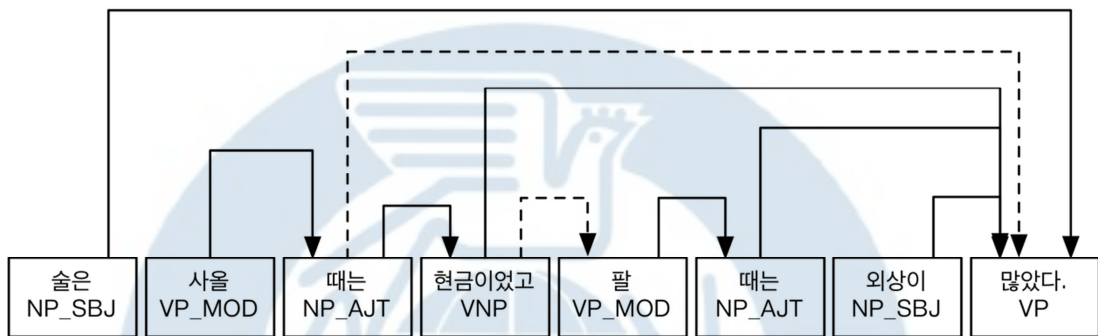 술은
NP_SBJ
사올
VP_MOD
때는
NP_AJT
현금이었고
VNP
팔
VP_MOD
때는
NP_AJT
외상이
NP_SBJ
많았다.
VP